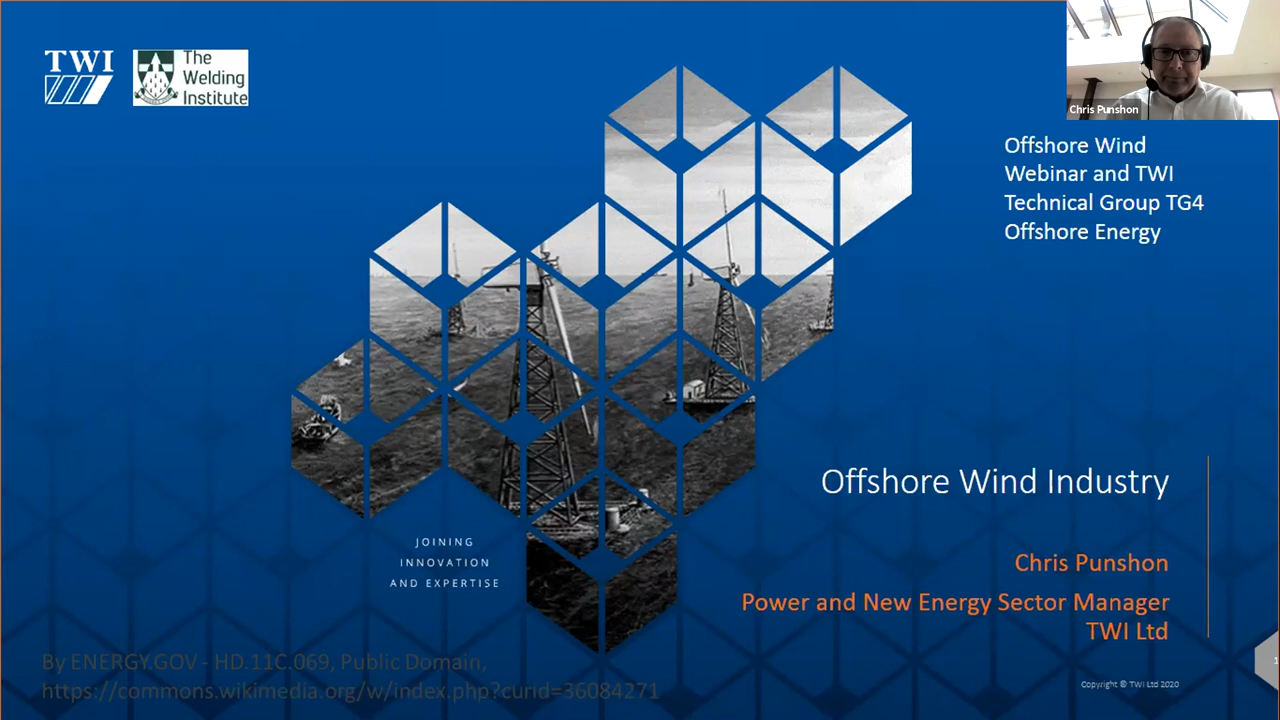 TWI
The
Welding
Institute
Chris Punshon
Offshore Wind
Webinar and TWI
Technical Group TG4
Offshore Energy
Offshore Wind Industry
JOINING
INNOVATION
AND EXPERTISE
Chris Punshon
Power and New Energy Sector Manager
TWI Ltd
By ENERGY.GOV - HD.11C.069, Public Domain,
https://commons.wikimedia.org/w/index.php?curid=36084271
Copyright © TWI Ltd 2020
1